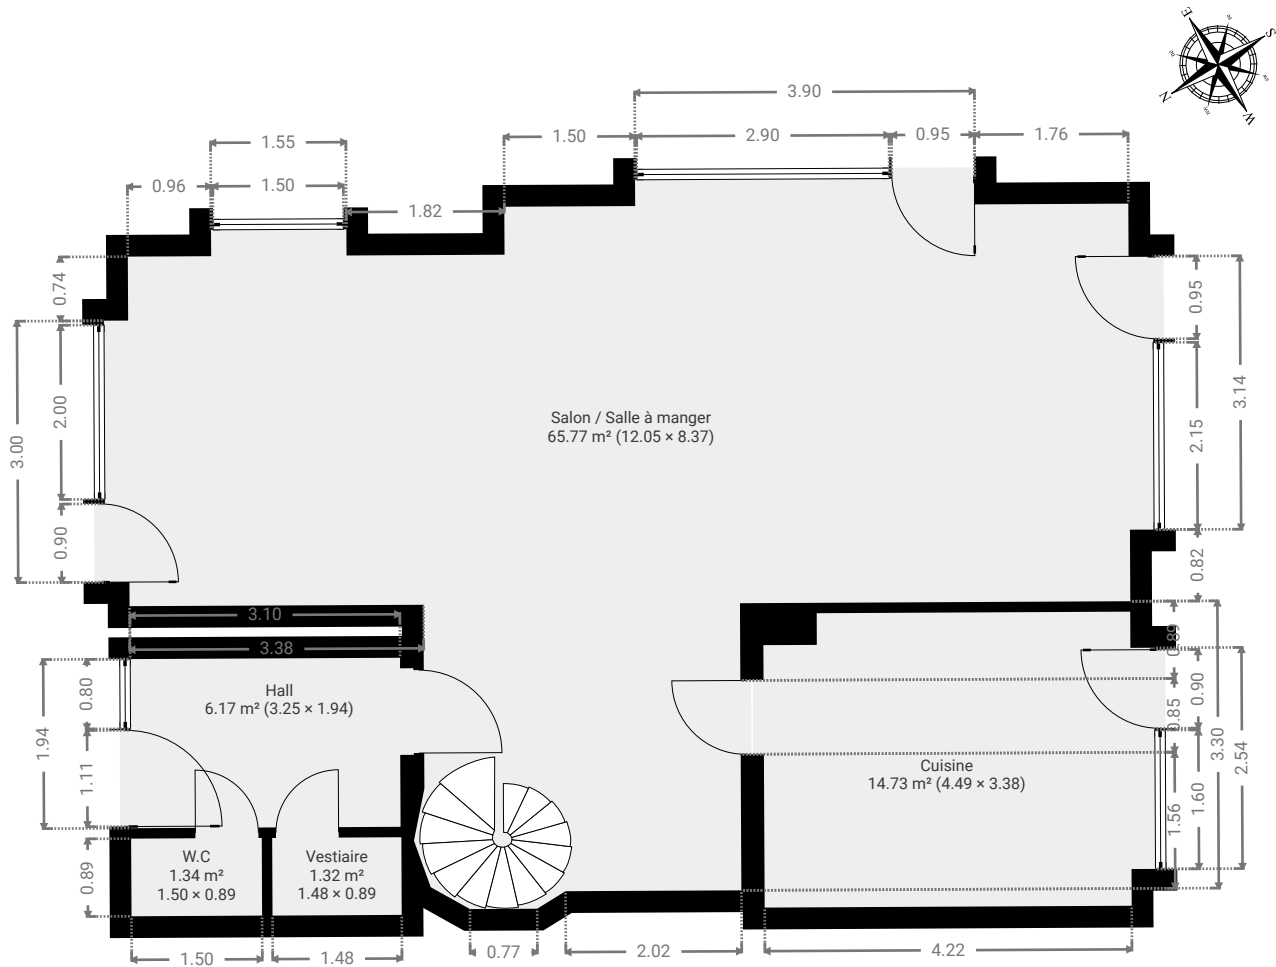 E
S
N
W
3.90
1.50
2.90
0.95
1.76
1.55
0.96
1.50
1.82
0.74
3.00
2.00
0.90
0.95
3.14
2.15
0.82
Salon / Salle à manger
65.77 m² (12.05 × 8.37)
3.10
3.38
Hall
6.17 m² (3.25 × 1.94)
1.94
0.80
1.11
0.89
0.89
0.85
0.90
3.30
2.54
1.56
1.60
Cuisine
14.73 m² (4.49 × 3.38)
W.C
1.34 m²
1.50 × 0.89
Vestiaire
1.32 m²
1.48 × 0.89
1.50
1.48
0.77
2.02
4.22